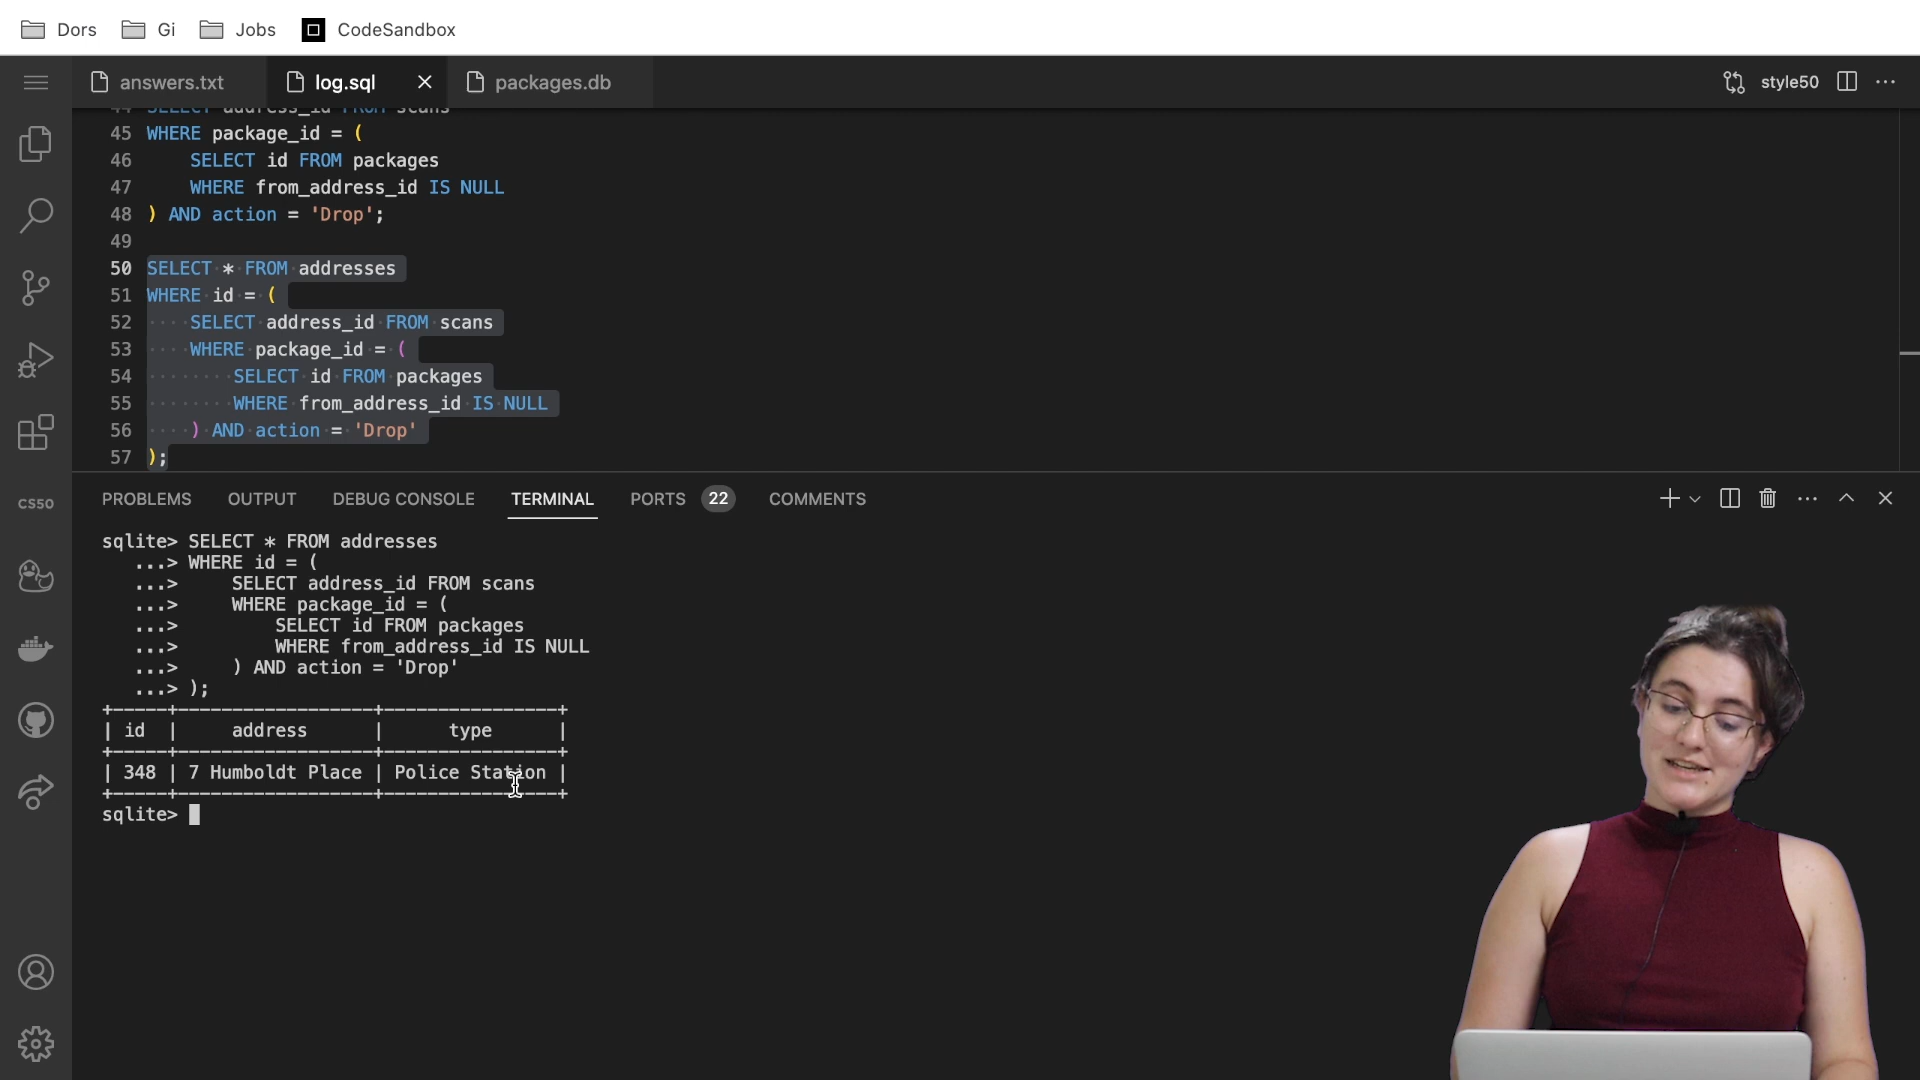 Dors Gi Jobs CodeSandbox
answers.txt log.sql packages.db style50
44 SELECT address_id FROM scans
45 WHERE package_id = (
46 SELECT id FROM packages
47 WHERE from_address_id IS NULL
48 ) AND action = 'Drop';
49
50 SELECT * FROM addresses
51 WHERE id = (
52 SELECT address_id FROM scans
53 WHERE package_id = (
54 SELECT id FROM packages
55 WHERE from_address_id IS NULL
56 ) AND action = 'Drop'
57 );
CS50
PROBLEMS OUTPUT DEBUG CONSOLE TERMINAL PORTS 22 COMMENTS
sqlite> SELECT * FROM addresses
...> WHERE id = (
...> SELECT address_id FROM scans
...> WHERE package_id = (
...> SELECT id FROM packages
...> WHERE from_address_id IS NULL
...> ) AND action = 'Drop'
...> );
+-----+------------------+----------------+
| id | address | type |
+-----+------------------+----------------+
| 348 | 7 Humboldt Place | Police Station |
+-----+------------------+----------------+
sqlite>